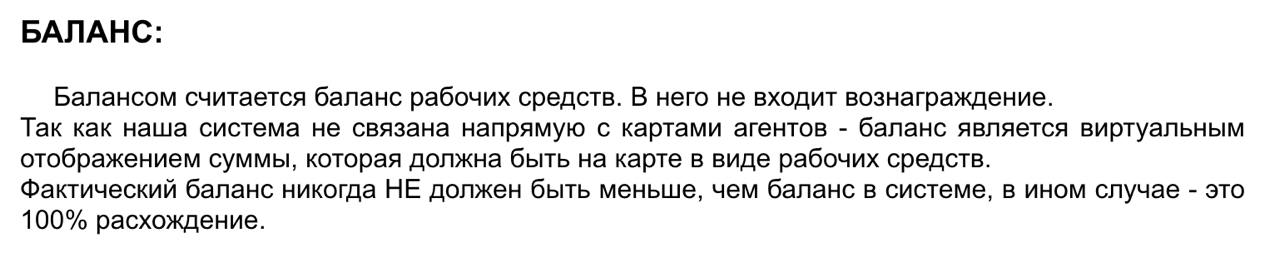 БАЛАНС:
Балансом считается баланс рабочих средств. В него не входит вознаграждение.
Так как наша система не связана напрямую с картами агентов - баланс является виртуальным
отображением суммы, которая должна быть на карте в виде рабочих средств.
Фактический баланс никогда НЕ должен быть меньше, чем баланс в системе, в ином случае - это
100% расхождение.